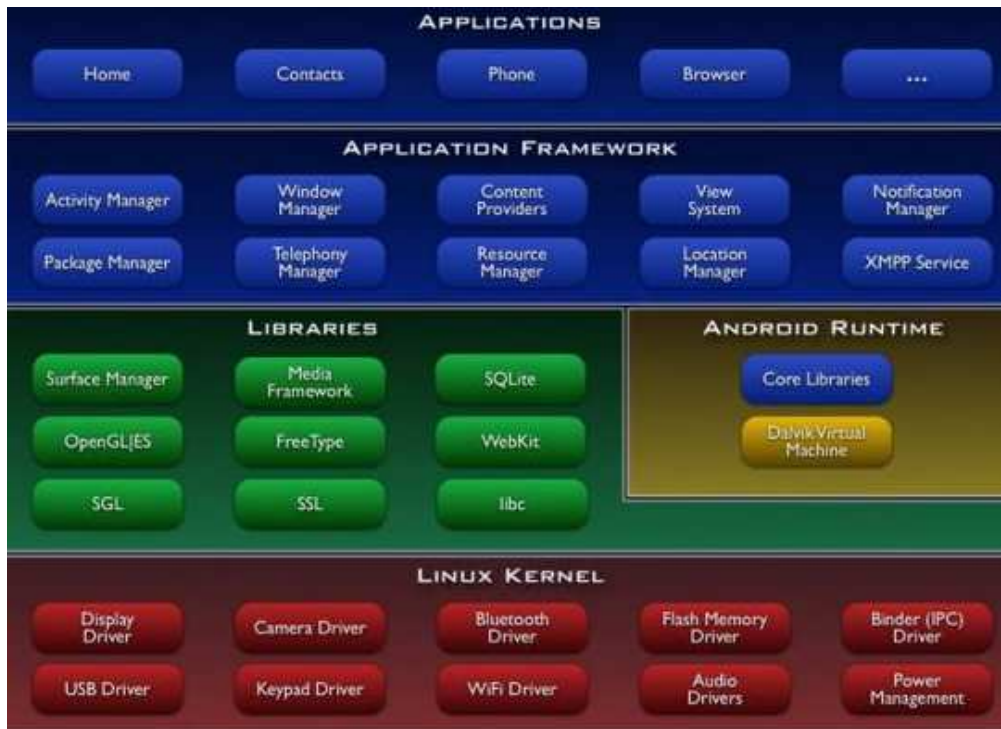 APPLICATIONS
Home
Contacts
Phone
Browser
...
APPLICATION FRAMEWORK
Activity Manager
Window
Manager
Content
Providers
View
System
Notification
Manager
Package Manager
Telephony
Manager
Resource
Manager
Location
Manager
XMPP Service
LIBRARIES
Surface Manager
Media
Framework
SQLite
OpenGL|ES
FreeType
WebKit
SGL
SSL
libc
ANDROID RUNTIME
Core Libraries
Dalvik Virtual
Machine
LINUX KERNEL
Display
Driver
Camera Driver
Bluetooth
Driver
Flash Memory
Driver
Binder (IPC)
Driver
USB Driver
Keypad Driver
WiFi Driver
Audio
Drivers
Power
Management